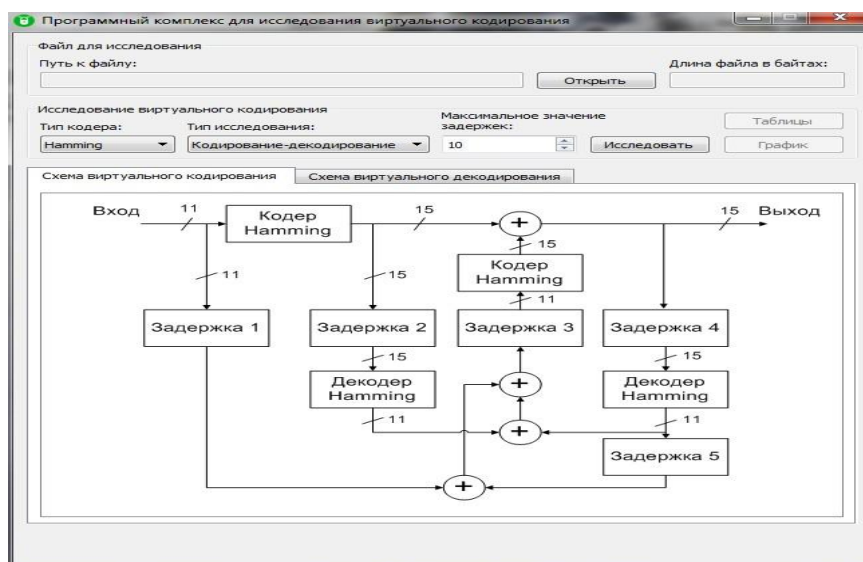 Программный комплекс для исследования виртуального кодирования
Файл для исследования
Путь к файлу: Длина файла в байтах:
Открыть
Исследование виртуального кодирования
Тип кодера: Тип исследования: Максимальное значение задержек:
Таблицы
Hamming Кодирование-декодирование 10 Исследовать График
Схема виртуального кодирования Схема виртуального декодирования
Вход 11 Кодер Hamming 15 + 15 Выход
15
Кодер Hamming
11 15 11
Задержка 1 Задержка 2 Задержка 3 Задержка 4
15 15
Декодер Hamming + Декодер Hamming
11 + 11
Задержка 5
+